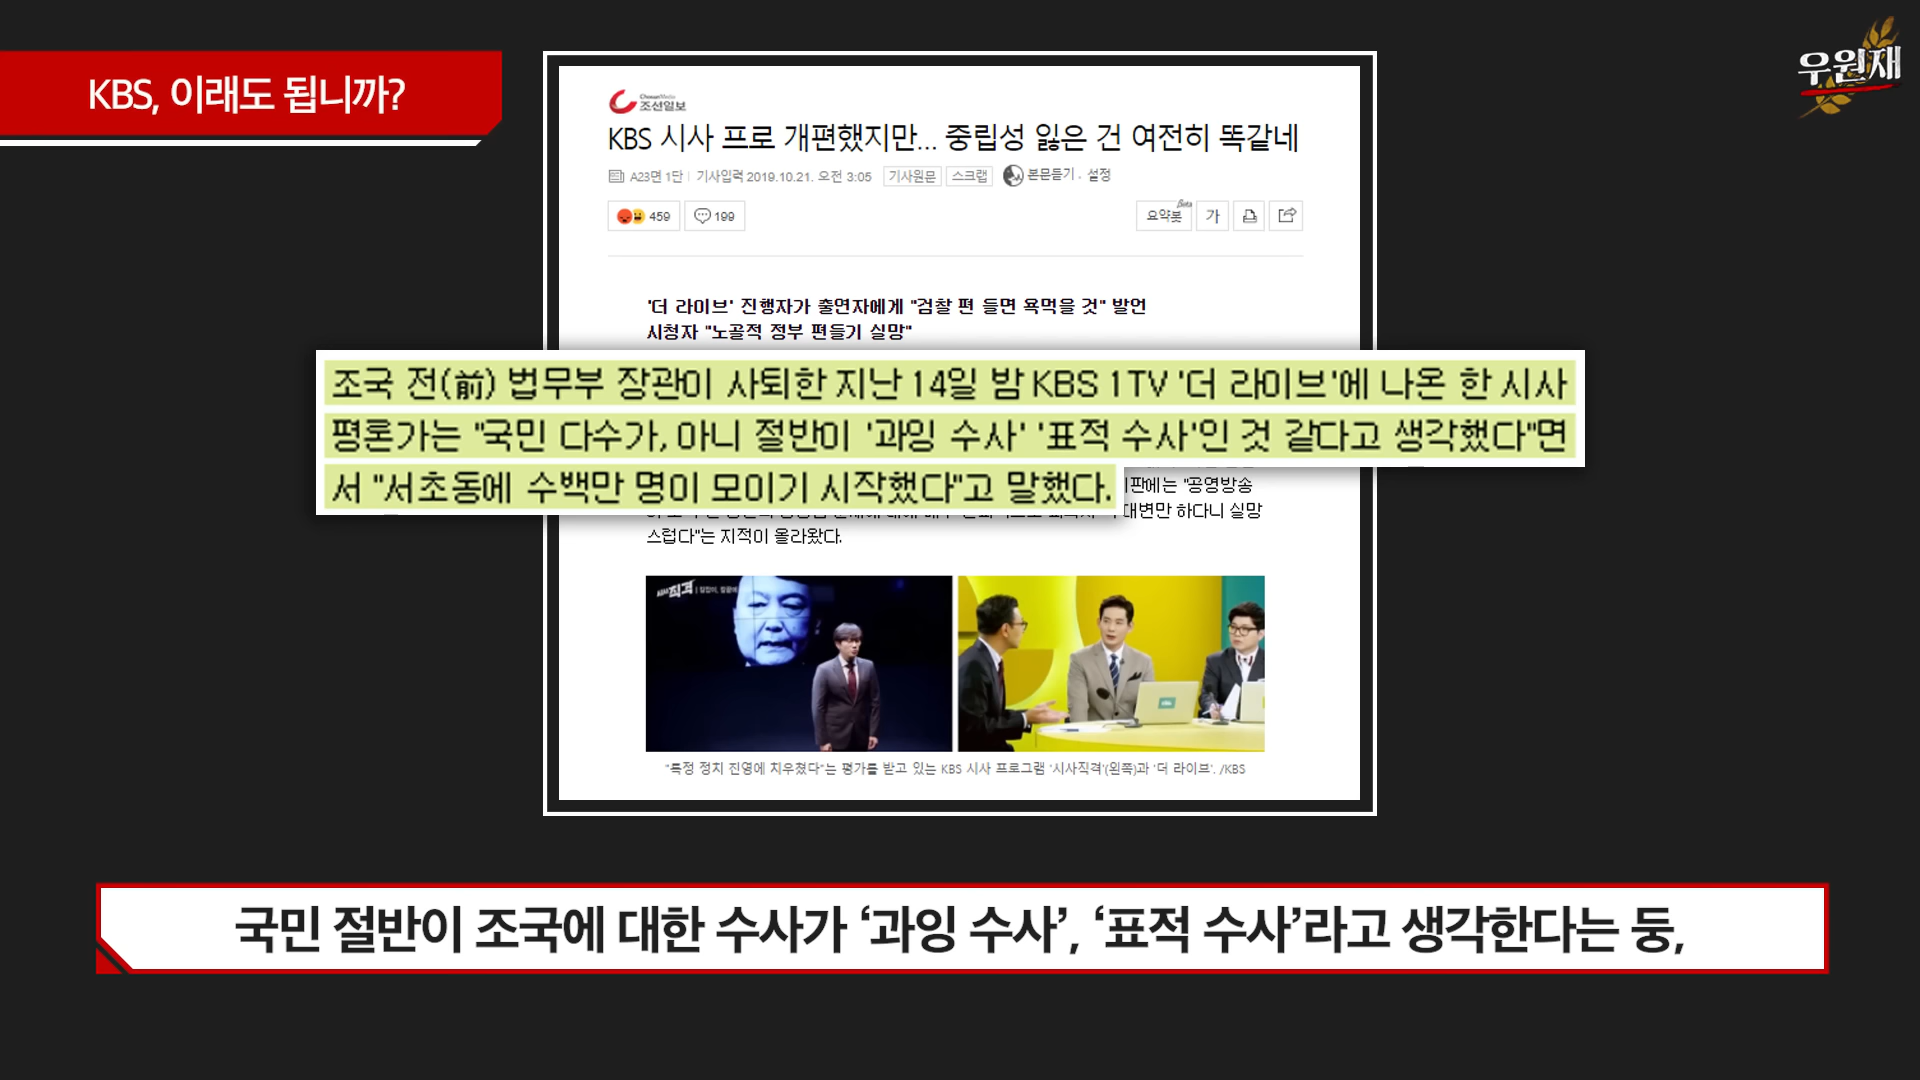 KBS, 이래도 됩니까?
우원재
ChosunMedia
조선일보
KBS 시사 프로 개편했지만... 중립성 잃은 건 여전히 똑같네
A23면 1단 기사입력 2019.10.21. 오전 3:05 기사원문 스크랩 본문듣기 · 설정
459 199 요약봇 Beta 가
'더 라이브' 진행자가 출연자에게 "검찰 편 들면 욕먹을 것" 발언
시청자 "노골적 정부 편들기 실망"
조국 전(前) 법무부 장관이 사퇴한 지난 14일 밤 KBS 1TV '더 라이브'에 나온 한 시사
평론가는 "국민 다수가, 아니 절반이 '과잉 수사' '표적 수사'인 것 같다고 생각했다"면
서 "서초동에 수백만 명이 모이기 시작했다"고 말했다.
판에는 "공영방송
대변만 하다니 실망
스럽다"는 지적이 올라왔다.
시사 직격
"특정 정치 진영에 치우쳤다"는 평가를 받고 있는 KBS 시사 프로그램 '시사직격'(왼쪽)과 '더 라이브'. /KBS
국민 절반이 조국에 대한 수사가 ‘과잉 수사’, ‘표적 수사’라고 생각한다는 둥,